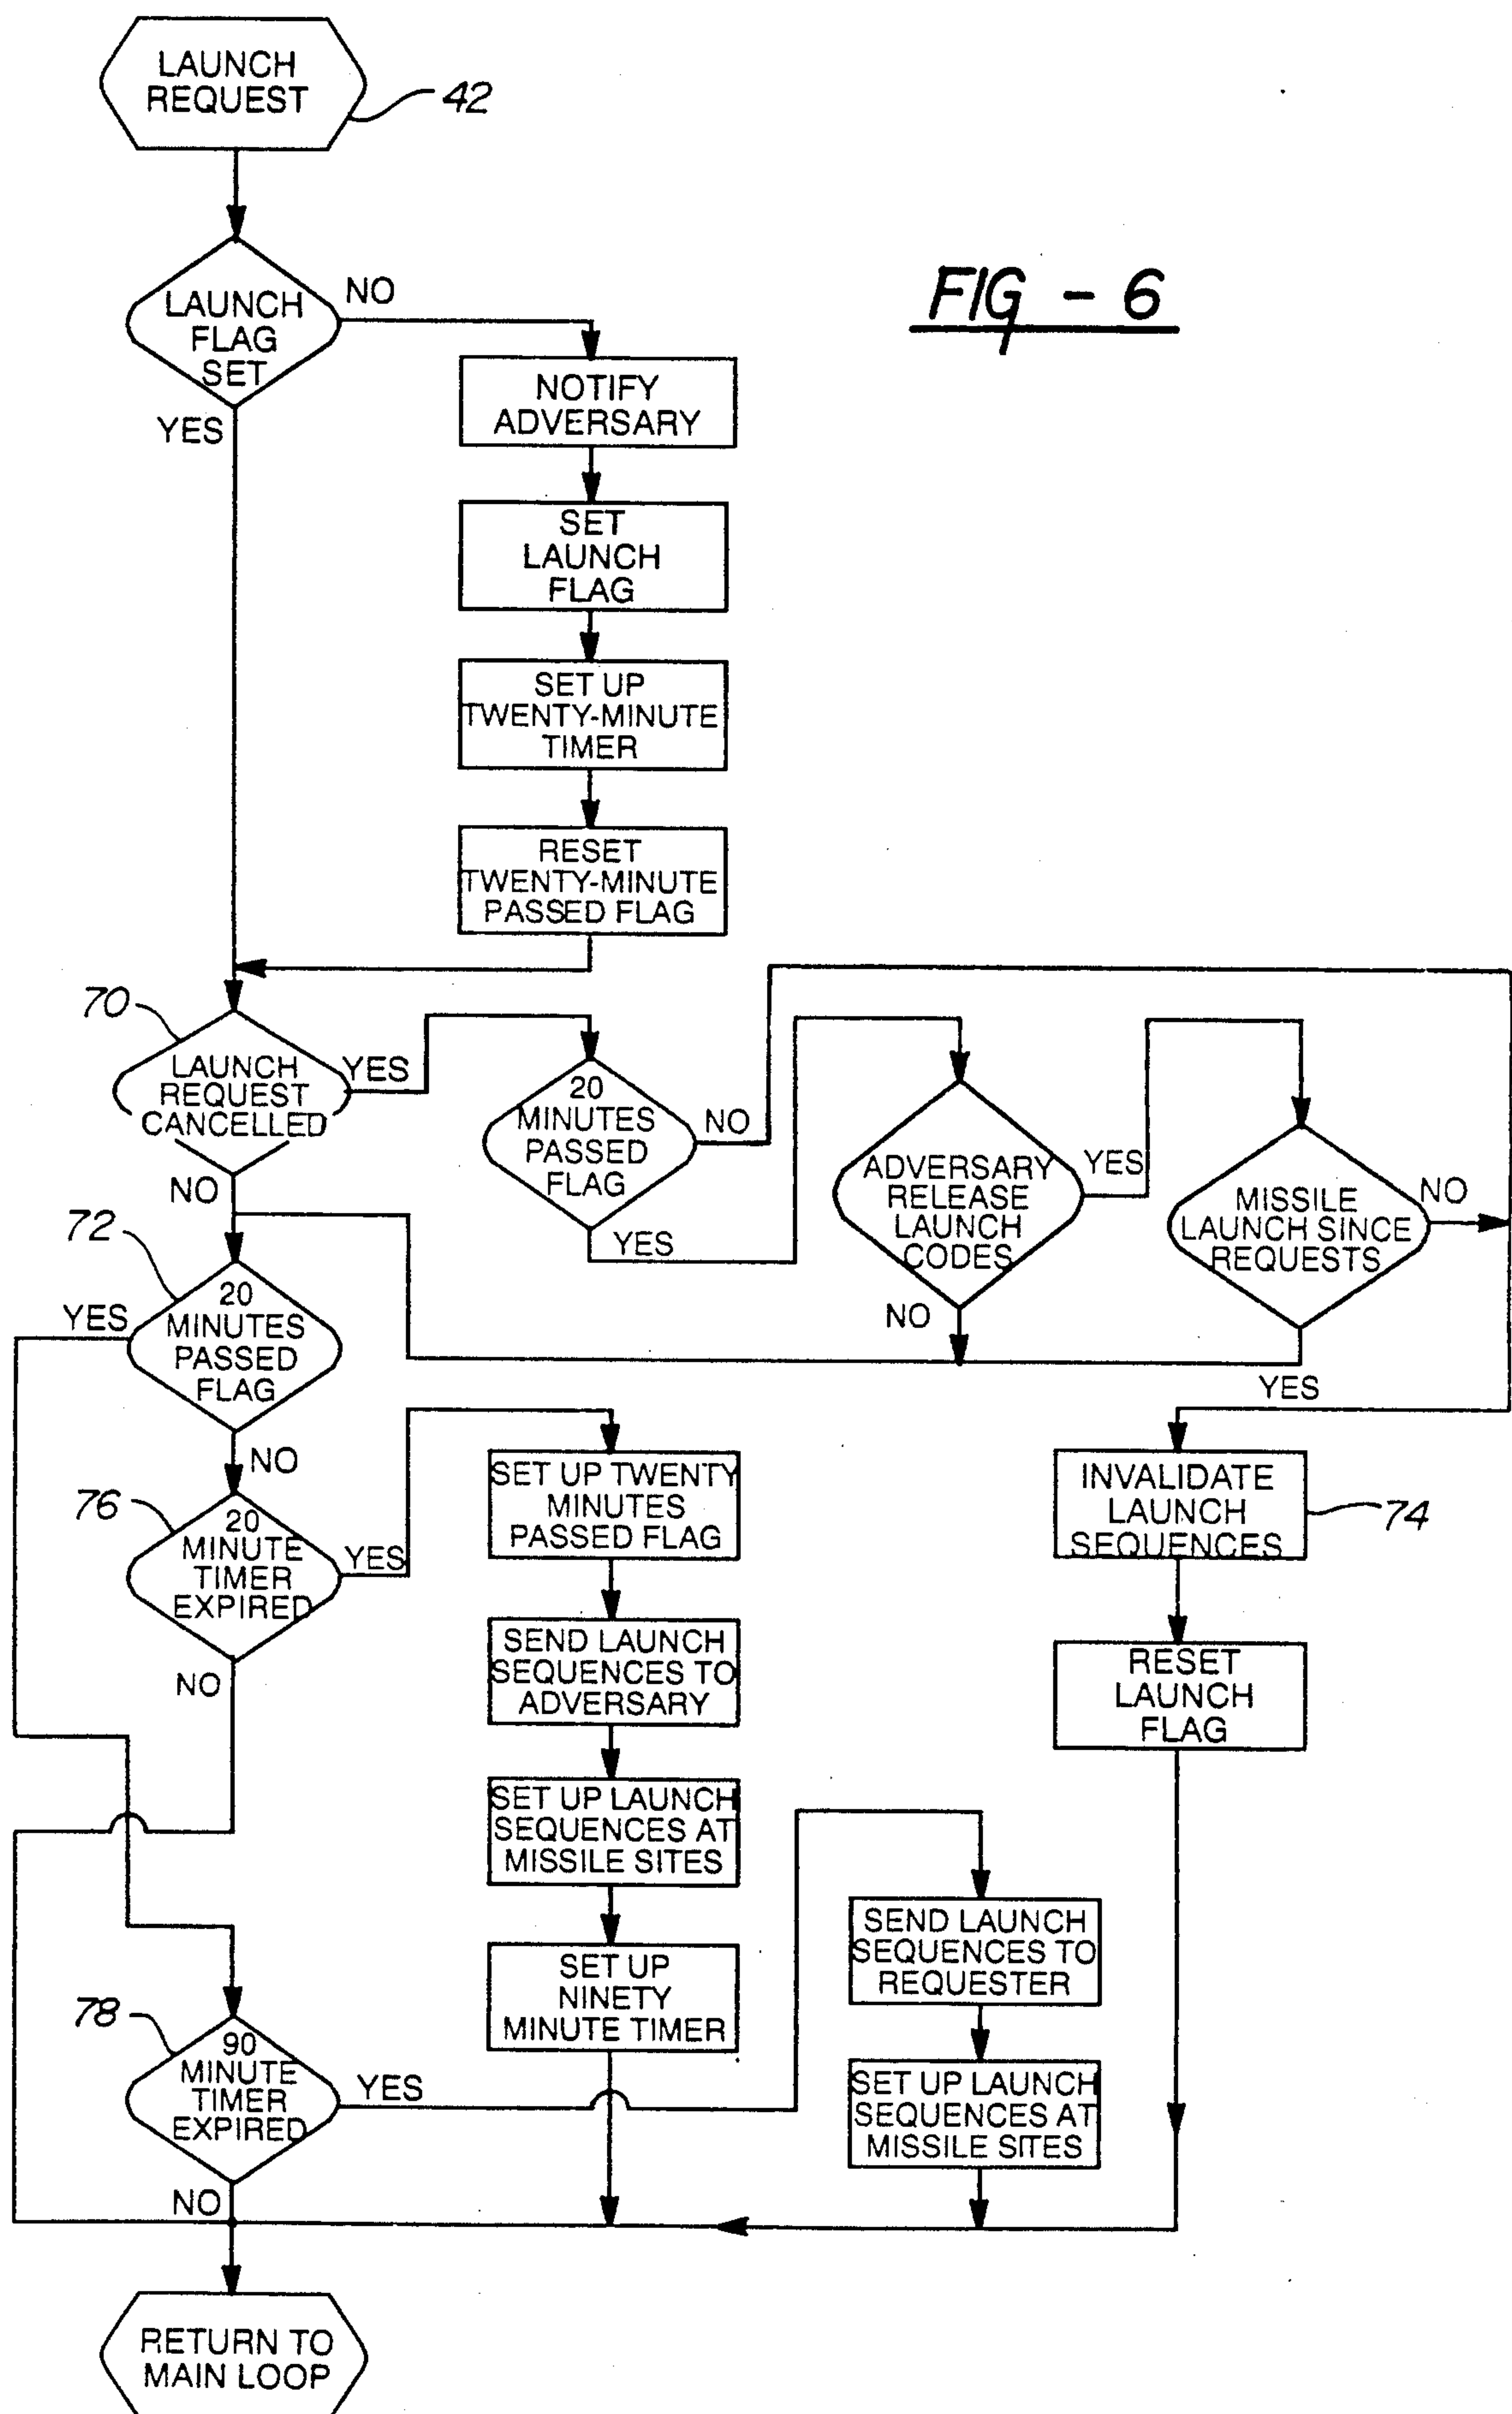 LAUNCH
REQUEST
42
FIG - 6
LAUNCH
FLAG
SET
NO
YES
NOTIFY
ADVERSARY
SET
LAUNCH
FLAG
SET UP
TWENTY-MINUTE
TIMER
RESET
TWENTY-MINUTE
PASSED FLAG
70
LAUNCH
REQUEST
CANCELLED
YES
NO
20
MINUTES
PASSED
FLAG
NO
YES
ADVERSARY
RELEASE
LAUNCH
CODES
YES
NO
MISSILE
LAUNCH SINCE
REQUESTS
NO
YES
72
20
MINUTES
PASSED
FLAG
YES
NO
76
20
MINUTE
TIMER
EXPIRED
YES
NO
SET UP TWENTY
MINUTES
PASSED FLAG
SEND LAUNCH
SEQUENCES TO
ADVERSARY
SET UP LAUNCH
SEQUENCES AT
MISSILE SITES
SET UP
NINETY
MINUTE TIMER
INVALIDATE
LAUNCH
SEQUENCES
74
RESET
LAUNCH
FLAG
78
90
MINUTE
TIMER
EXPIRED
YES
NO
SEND LAUNCH
SEQUENCES TO
REQUESTER
SET UP LAUNCH
SEQUENCES AT
MISSILE SITES
RETURN TO
MAIN LOOP